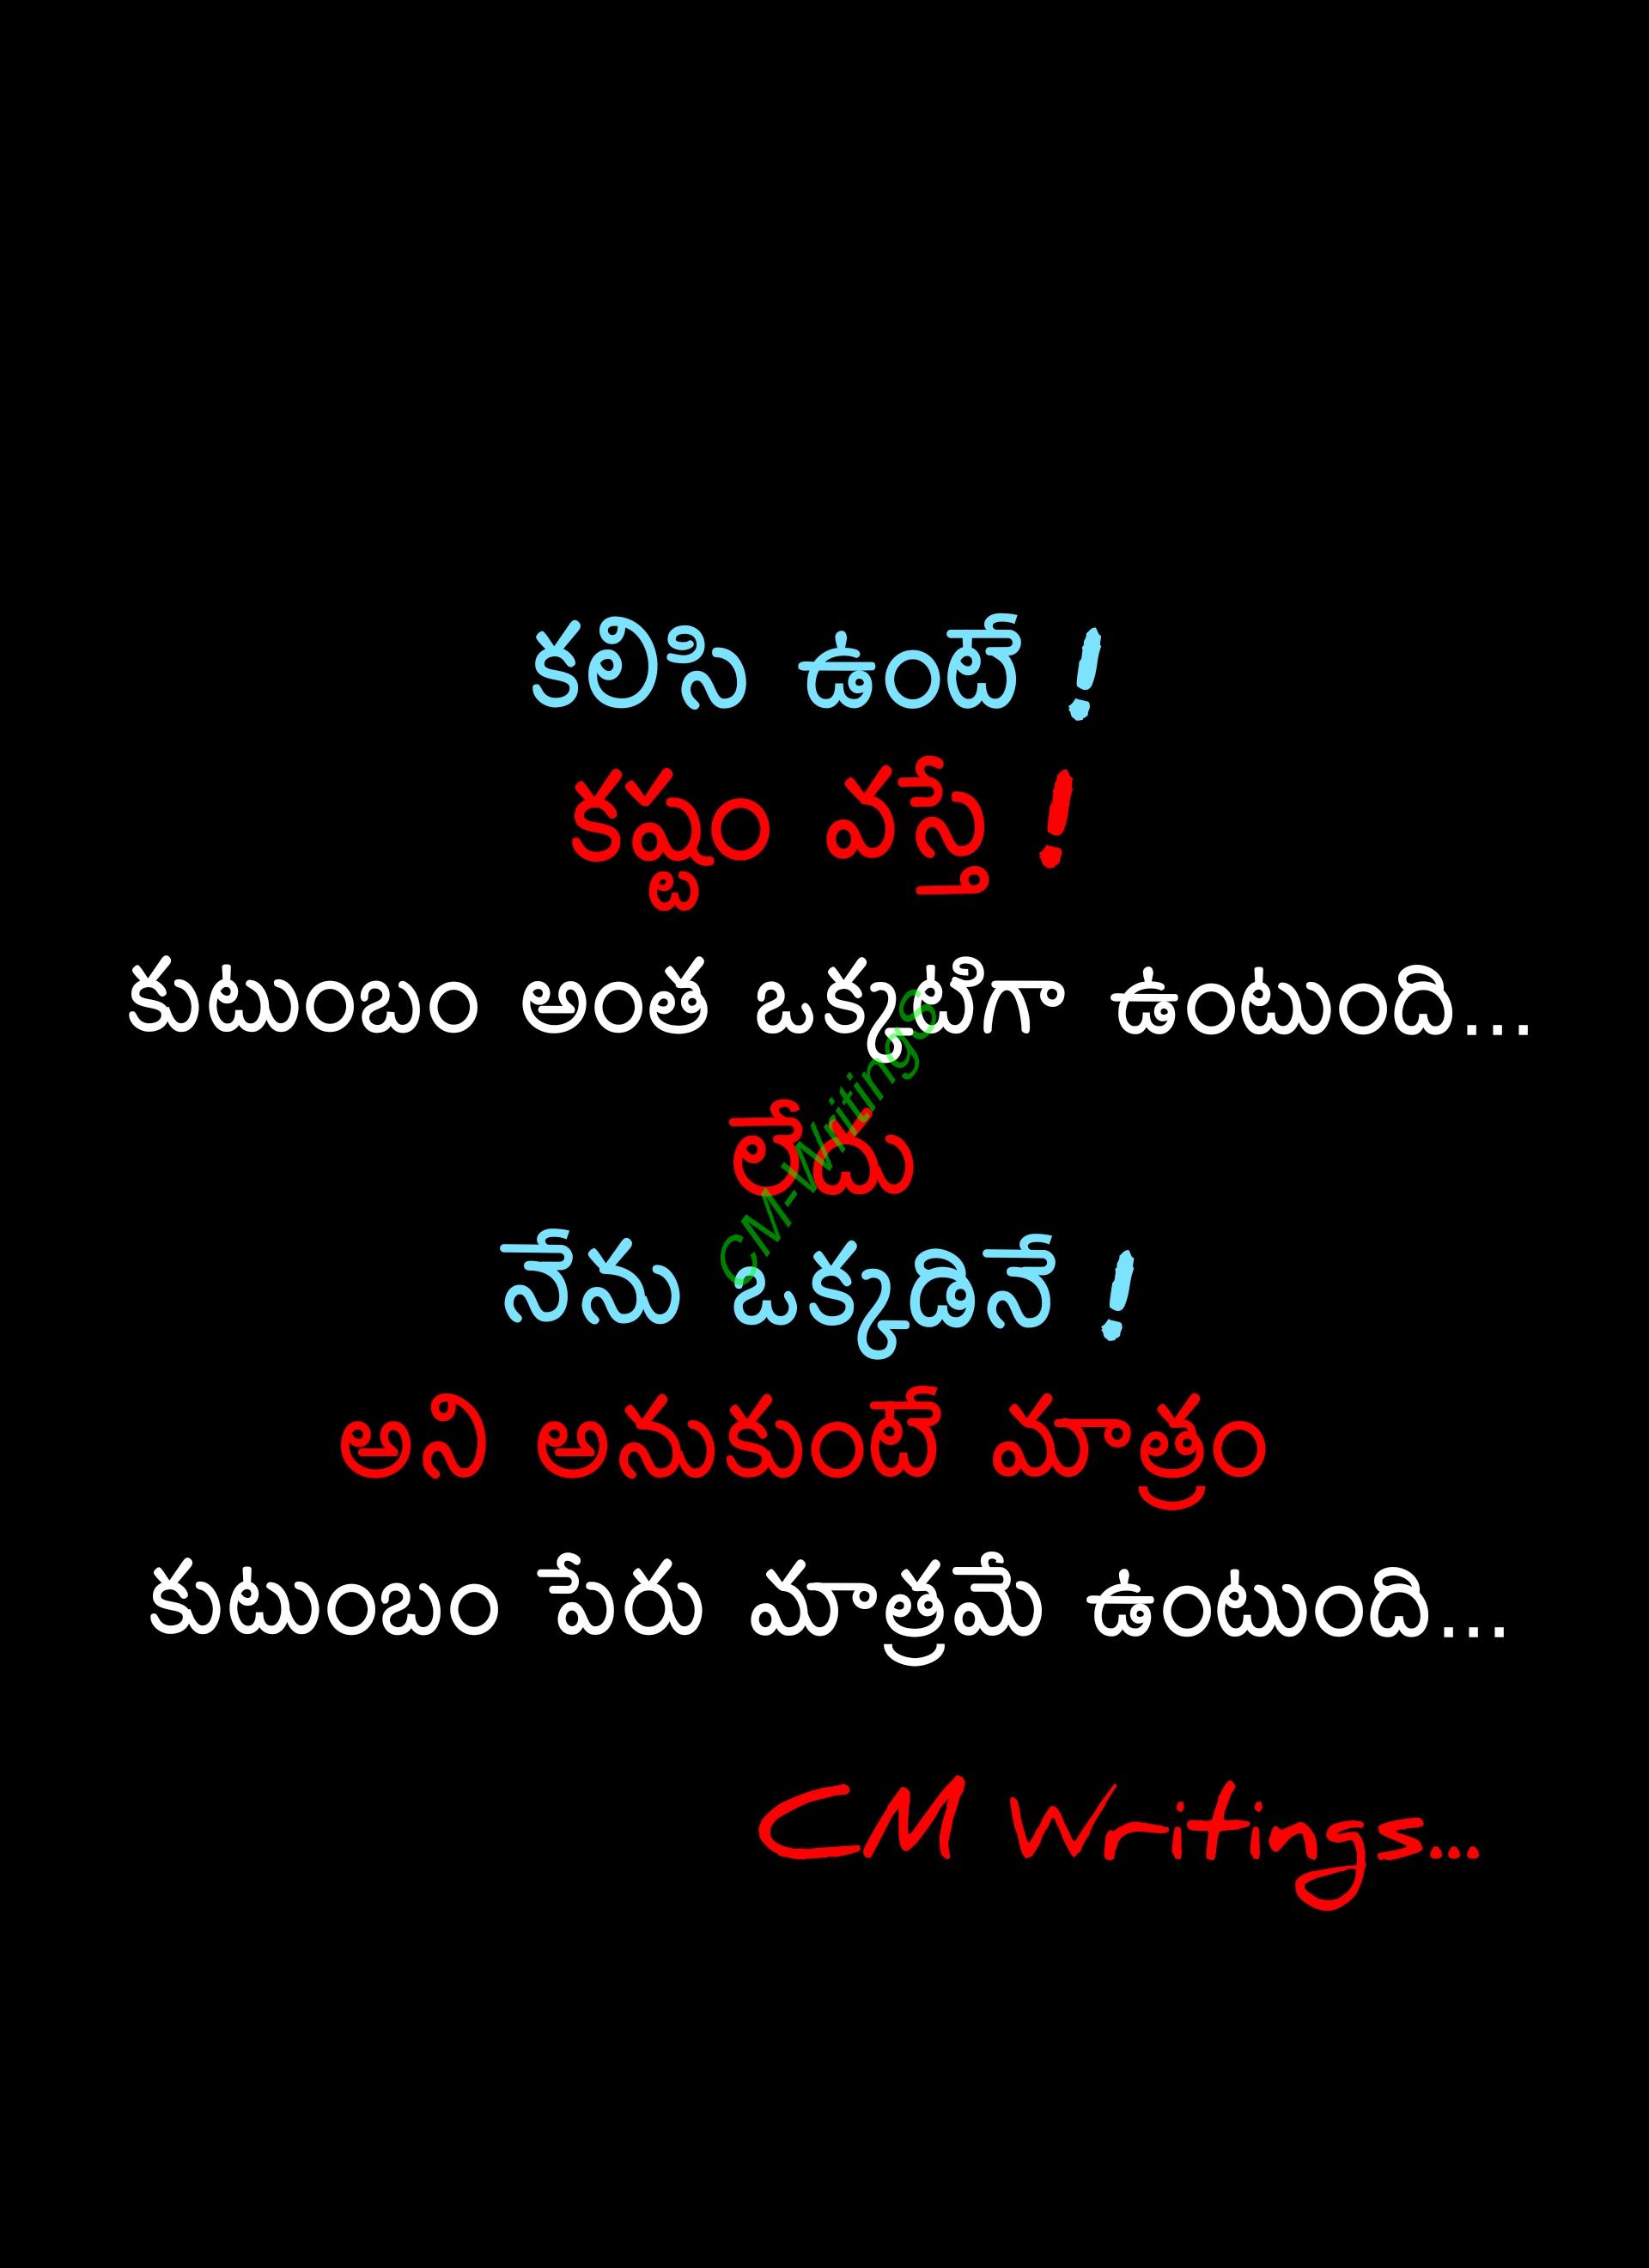 కలిసి ఉంటే !
కష్టం వస్తే !
కుటుంబం అంత ఒక్కటిగా ఉంటుంది...
లేదు
నేను ఒక్కడినే !
అని అనుకుంటే మాత్రం
కుటుంబం పేరు మాత్రమే ఉంటుంది...
CM Writings...
CM-Writings